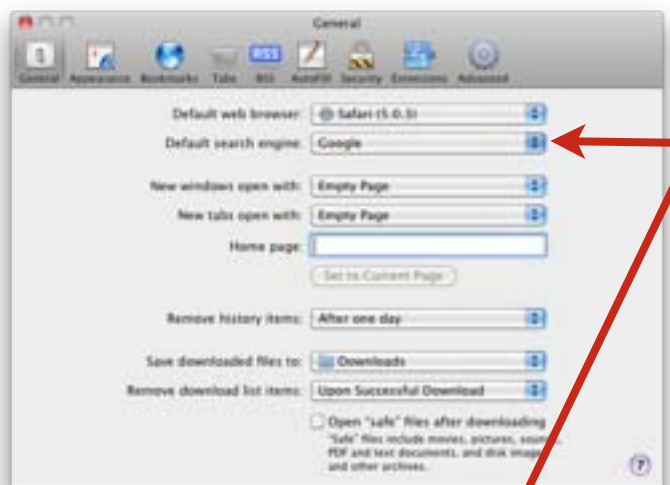 General
General Appearance Bookmarks Tabs RSS AutoFill Security Extensions Advanced
Default web browser: Safari (5.0.3)
Default search engine: Google
New windows open with: Empty Page
New tabs open with: Empty Page
Home page:
Set to Current Page
Remove history items: After one day
Save downloaded files to: Downloads
Remove download list items: Upon Successful Download
Open "safe" files after downloading
"Safe" files include movies, pictures, sounds,
PDF and text documents, and disk images
and other archives.
?